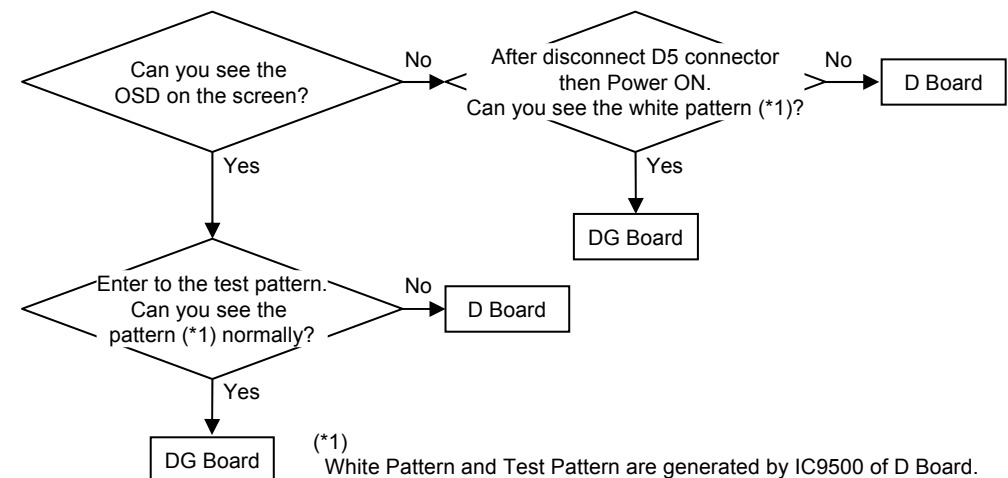 Can you see the
OSD on the screen?
No
After disconnect D5 connector
then Power ON.
Can you see the white pattern (*1)?
No
D Board
Yes
Yes
DG Board
Enter to the test pattern.
Can you see the
pattern (*1) normally?
No
D Board
Yes
DG Board
(*1)
White Pattern and Test Pattern are generated by IC9500 of D Board.